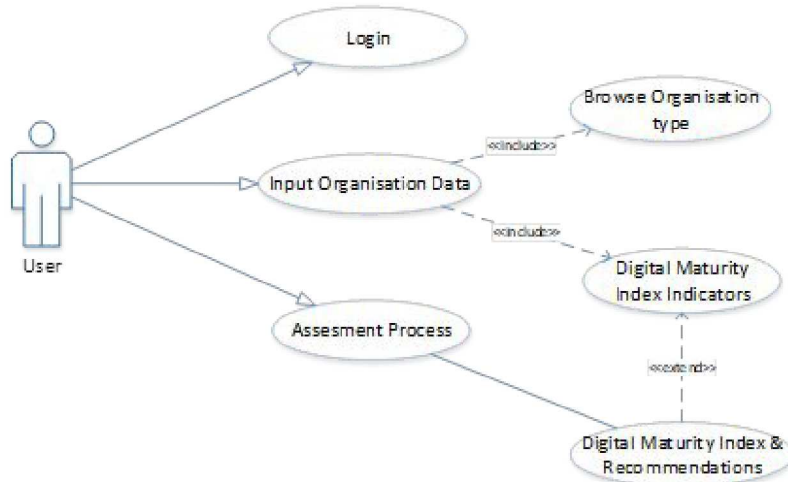 Login
Browse Organisation
type
<<include>>
Input Organisation Data
<<include>>
User
Digital Maturity
Index Indicators
Assesment Process
<<extend>>
Digital Maturity Index &
Recommendations